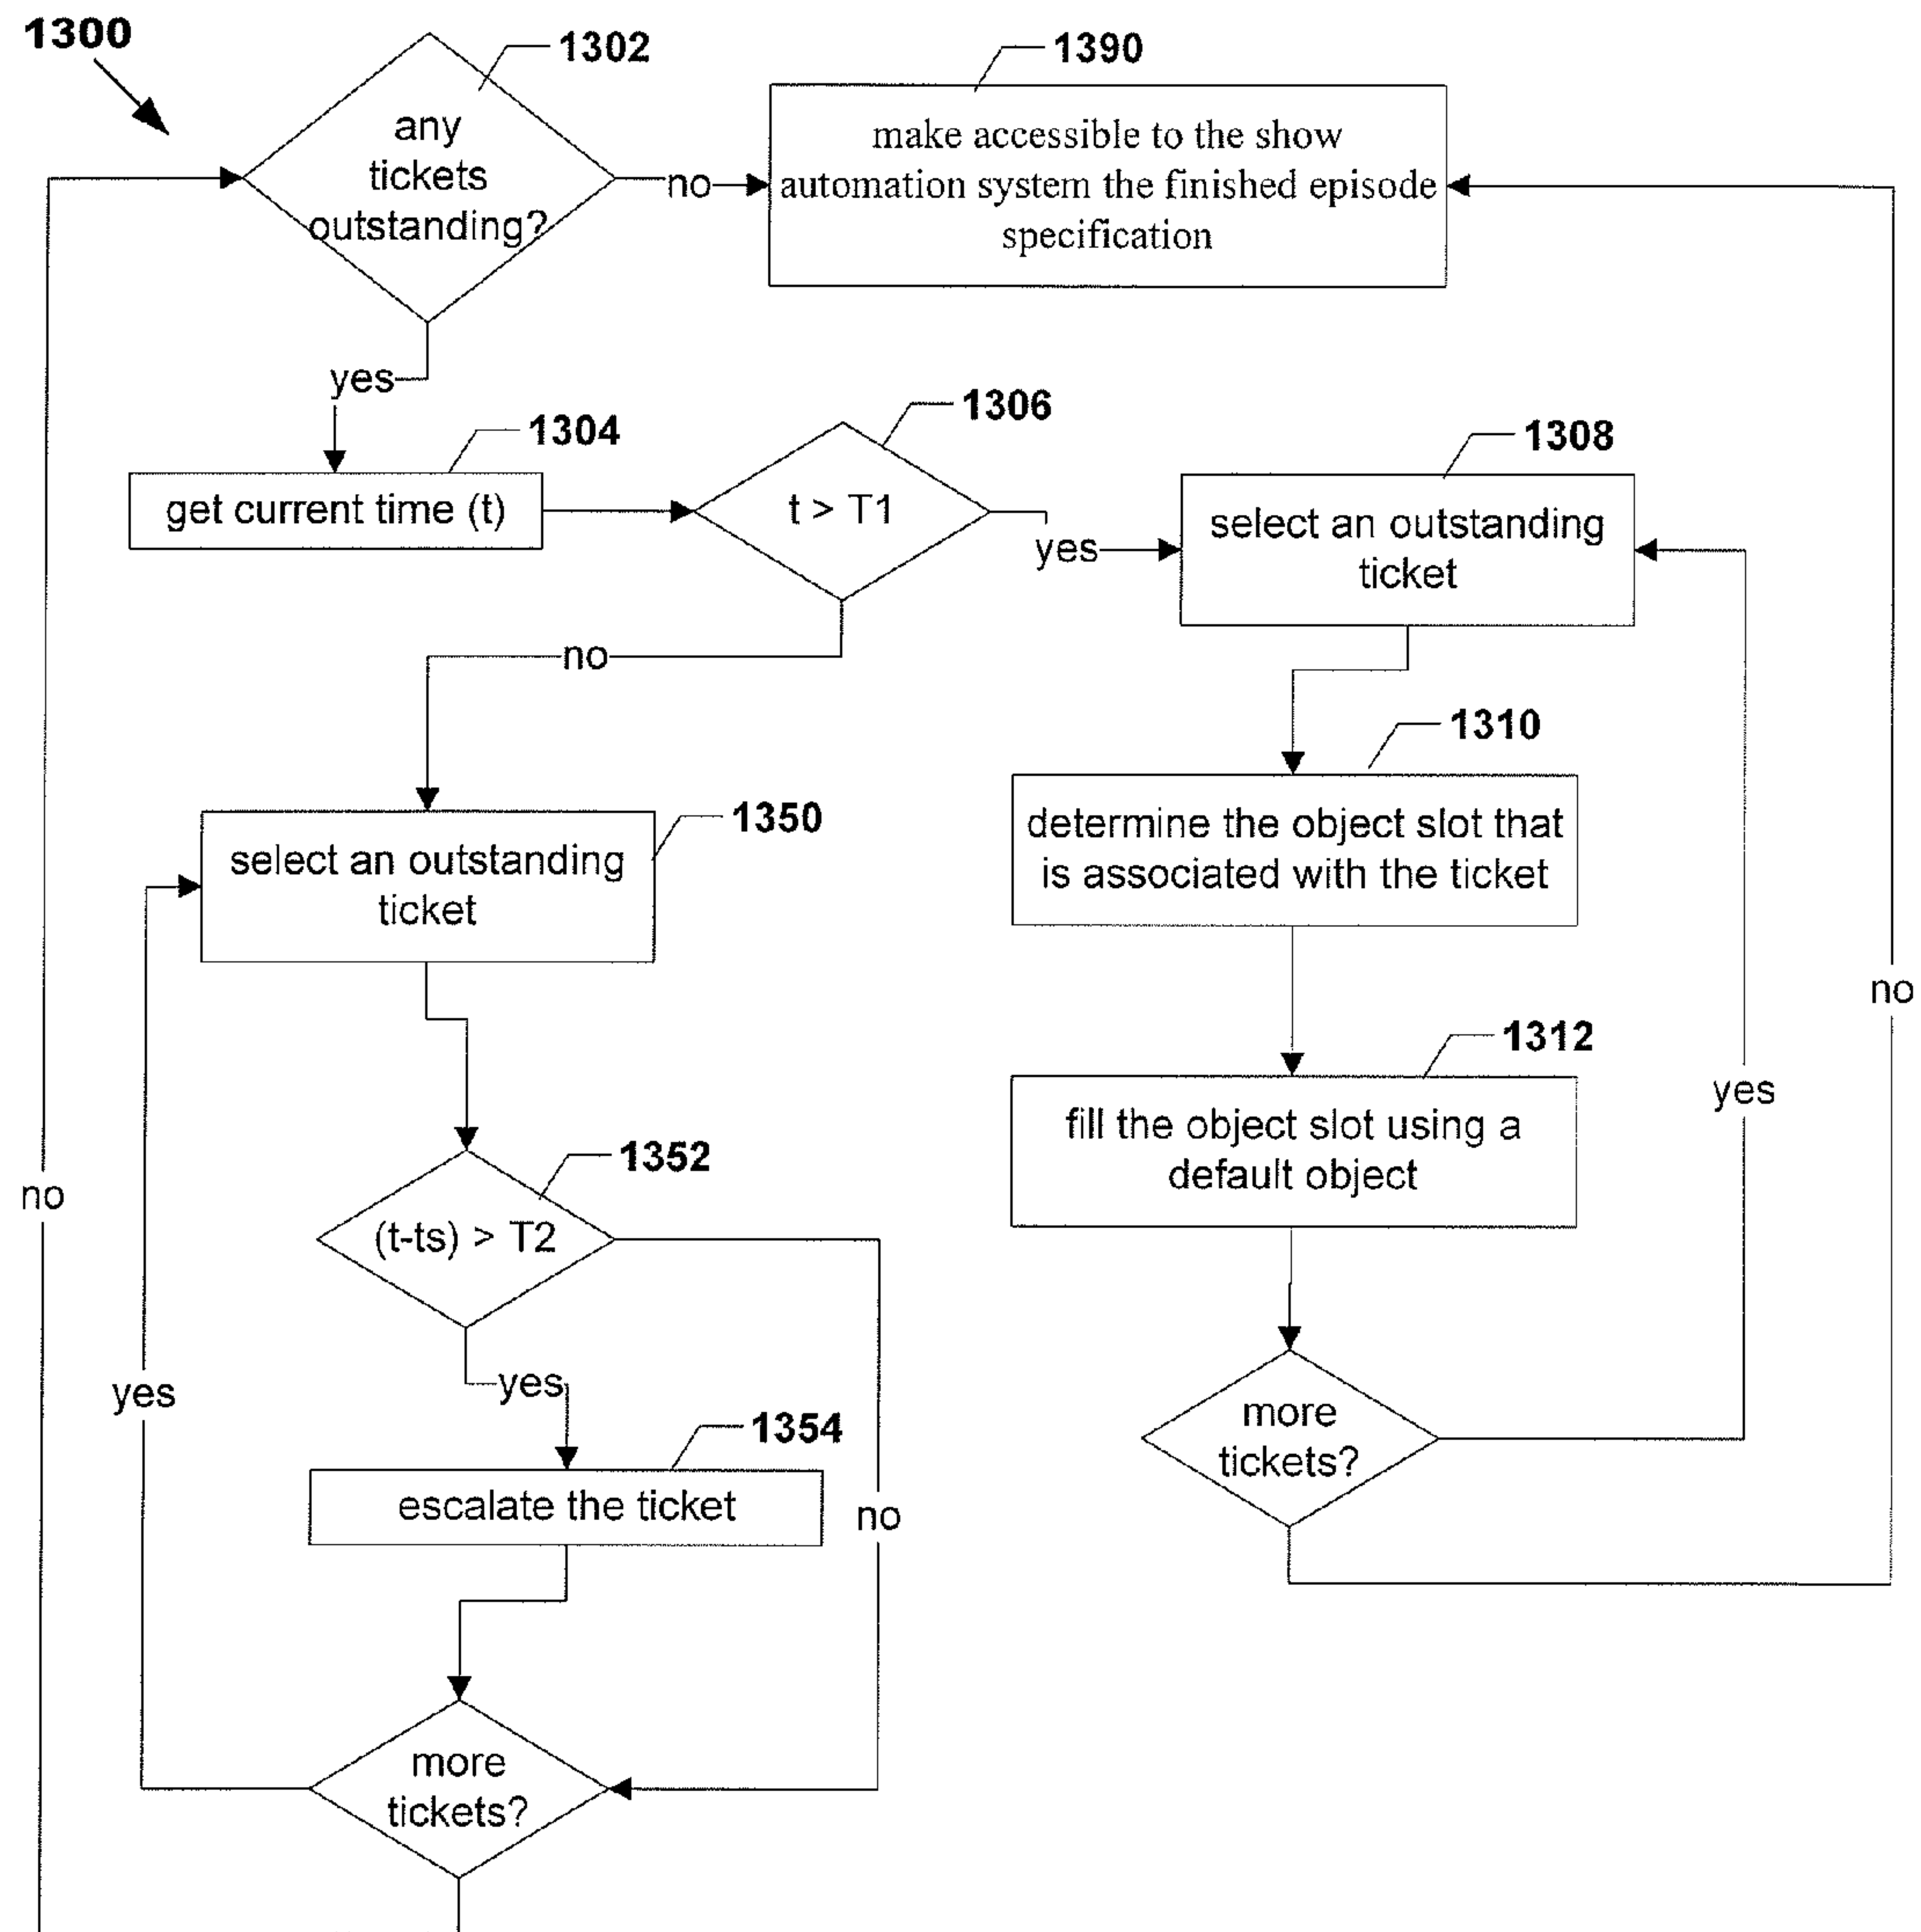 1300
1302
1390
any
tickets
outstanding?
no
make accessible to the show
automation system the finished episode
specification
yes
1304
1306
1308
get current time (t)
t > T1
yes
select an outstanding
ticket
no
1310
1350
determine the object slot that
is associated with the ticket
select an outstanding
ticket
no
1312
yes
fill the object slot using a
default object
1352
no
(t-ts) > T2
yes
yes
1354
more
tickets?
escalate the ticket
no
more
tickets?